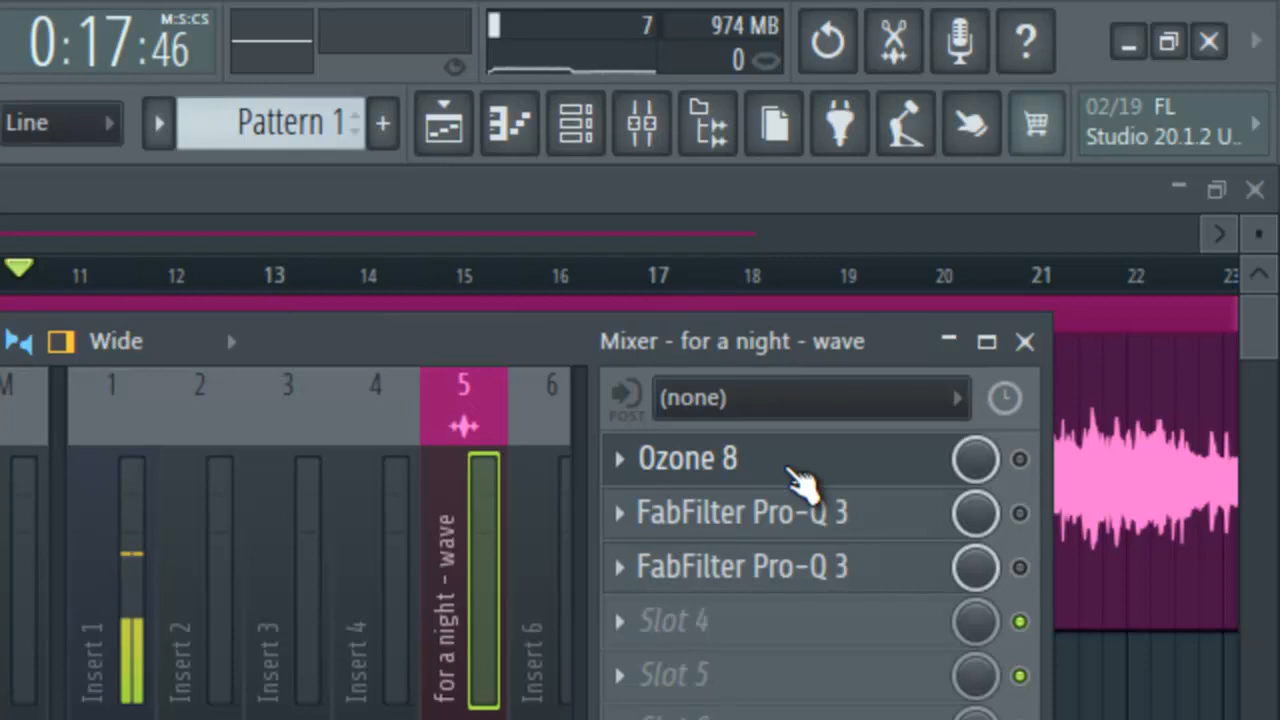 0:17:46 M:S:CS
7 974 MB
0
?
Line Pattern 1 + 02/19 FL
Studio 20.1.2 U..
11 12 13 14 15 16 17 18 19 20 21 22 23
Wide Mixer - for a night - wave
M 1 2 3 4 5 6
POST (none)
Ozone 8
FabFilter Pro-Q 3
FabFilter Pro-Q 3
Slot 4
Slot 5
Insert 1
Insert 2
Insert 3
Insert 4
for a night - wave
Insert 6